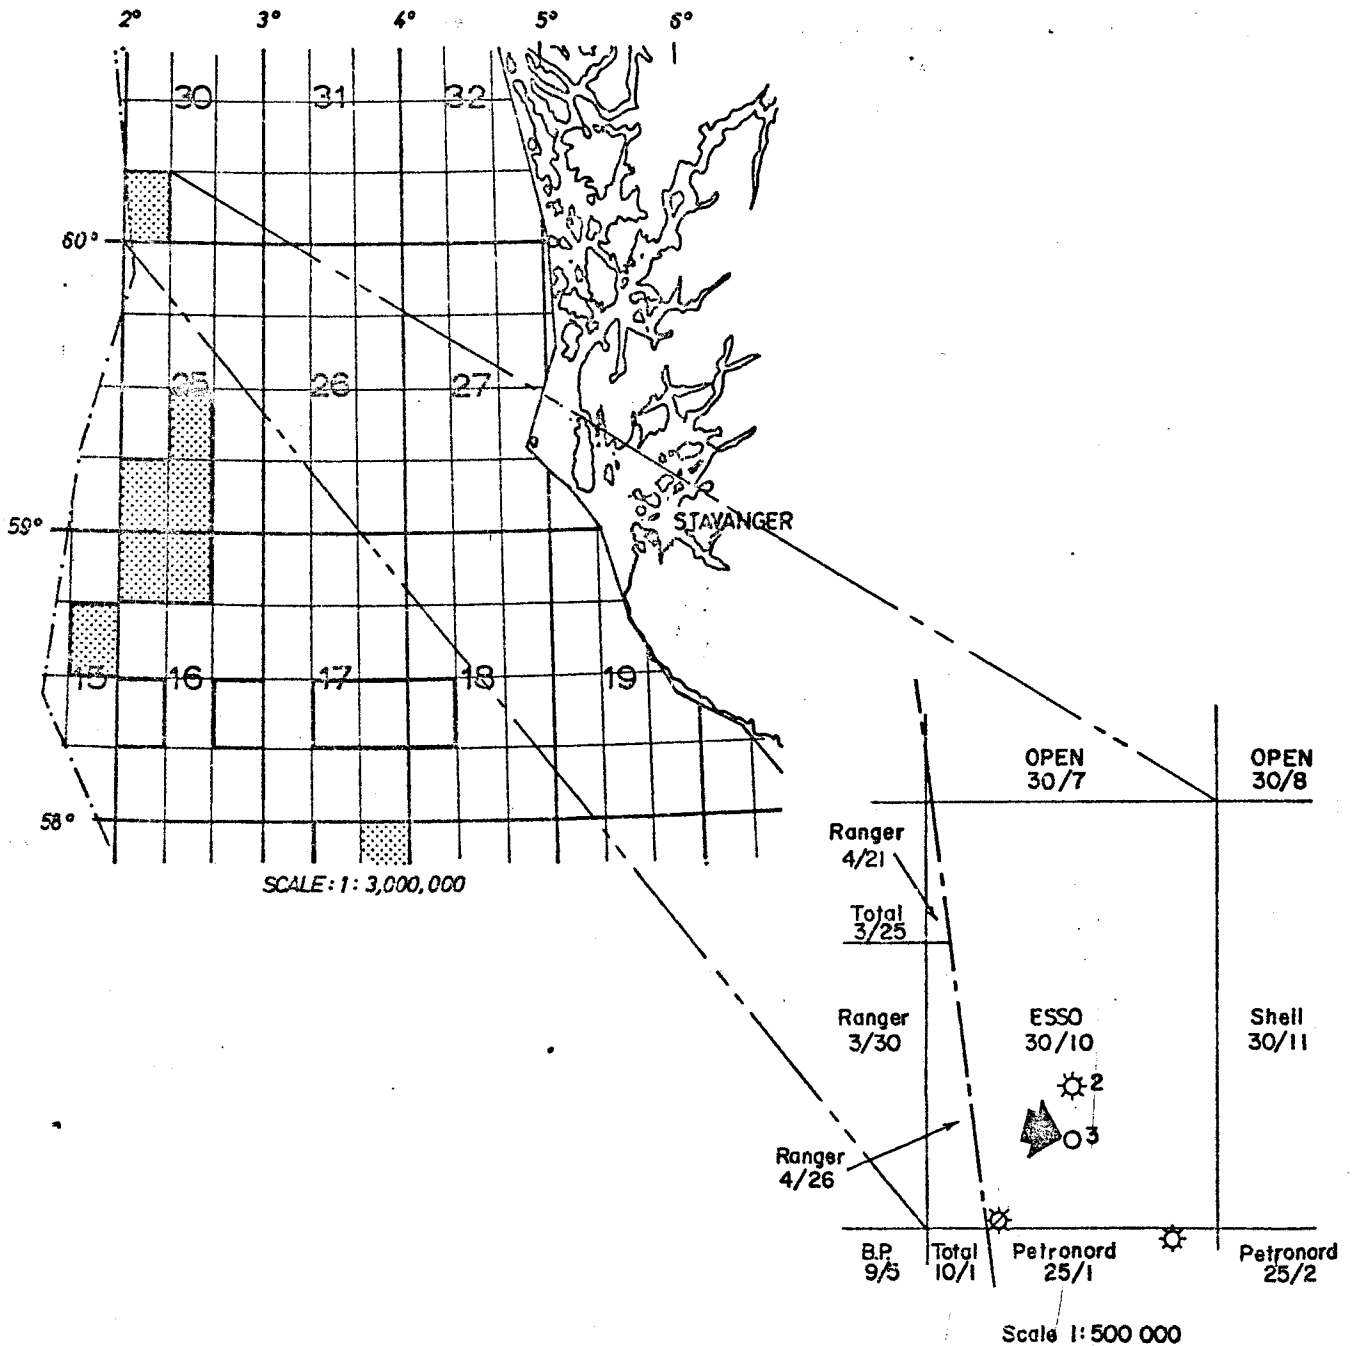 2° 3° 4° 5° 6°
30 31 32
60°
25 26 27
59°
STAVANGER
15 16 17 18 19
58°
SCALE: 1: 3,000,000
OPEN
30/7
OPEN
30/8
Ranger
4/21
Total
3/25
Ranger
3/30
ESSO
30/10
Shell
30/11
2
3
Ranger
4/26
B.P.
9/5
Total
10/1
Petronord
25/1
Petronord
25/2
Scale 1:500 000